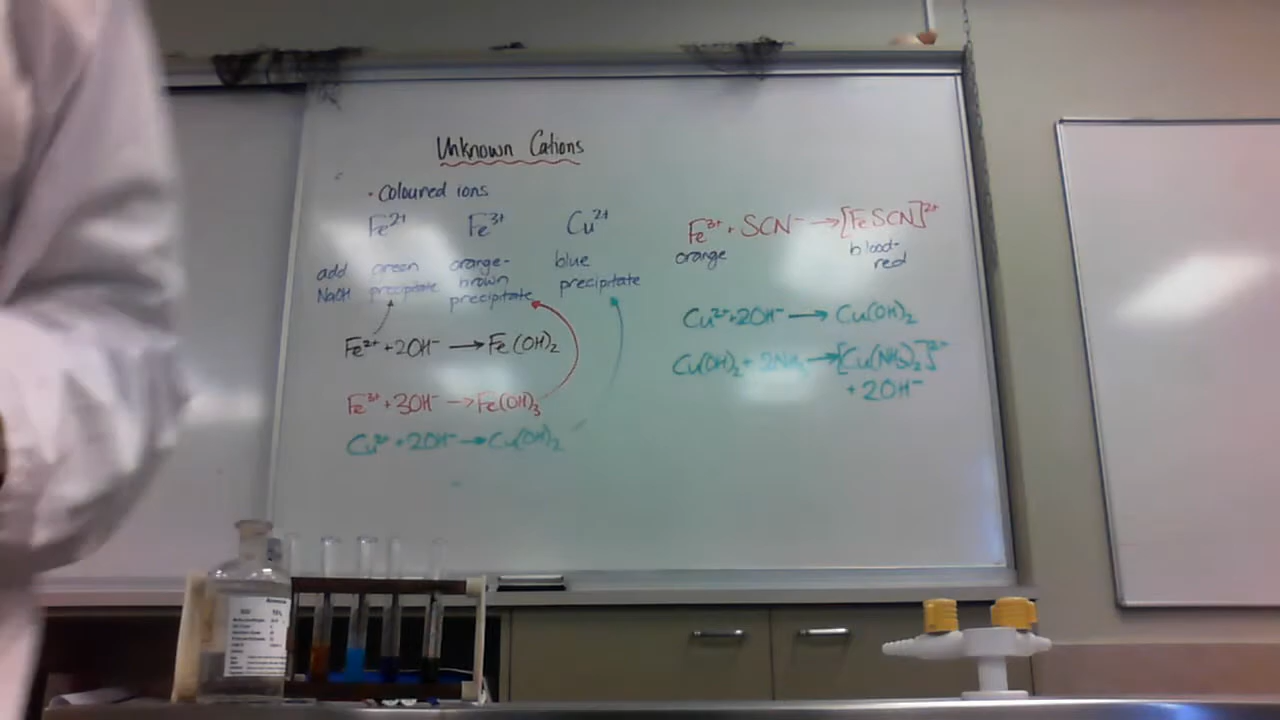 Unknown Cations
• Coloured ions
Fe²⁺ Fe³⁺ Cu²⁺
add NaOH
green precipitate
orange-brown precipitate
blue precipitate
Fe²⁺ + 2OH⁻ → Fe(OH)₂
Fe³⁺ + 3OH⁻ → Fe(OH)₃
Cu²⁺ + 2OH⁻ → Cu(OH)₂
Fe³⁺ + SCN⁻ → [FeSCN]²⁺
orange
blood-red
Cu²⁺ + 2OH⁻ → Cu(OH)₂
Cu(OH)₂ + 2NH₃ → [Cu(NH₃)₂]²⁺
+ 2OH⁻